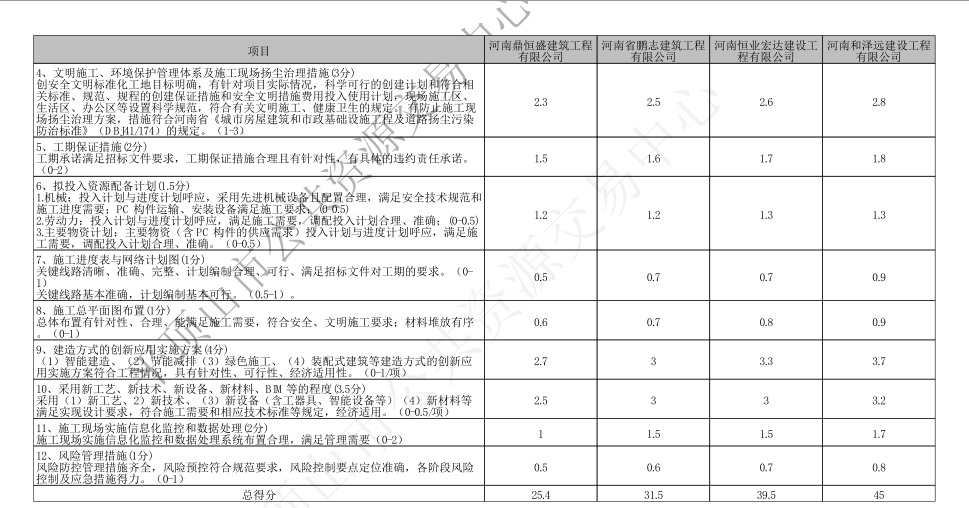 项目 河南鼎恒盛建筑工程有限公司 河南省鹏志建筑工程有限公司 河南恒业宏达建设工程有限公司 河南和泽远建设工程有限公司
4、文明施工、环境保护管理体系及施工现场扬尘治理措施(3分)
创安全文明标准化工地目标明确，有针对项目实际情况，科学可行的创建计划和符合相
关标准、规范、规程的创建保证措施和安全文明措施费用投入使用计划，现场施工区、
生活区、办公区等设置科学规范，符合有关文明施工、健康卫生的规定。有防止施工现
场扬尘治理方案，措施符合河南省《城市房屋建筑和市政基础设施工程及道路扬尘污染
防治标准》（DBJ41/174）的规定。（1-3） 2.3 2.5 2.6 2.8
5、工期保证措施(2分)
工期承诺满足招标文件要求，工期保证措施合理且有针对性，有具体的违约责任承诺。
（0-2） 1.5 1.6 1.7 1.8
6、拟投入资源配备计划(1.5分)
1.机械：投入计划与进度计划呼应，采用先进机械设备且配置合理，满足安全技术规范和
施工进度需要；PC 构件运输、安装设备满足施工要求；(0-0.5)
2.劳动力：投入计划与进度计划呼应，满足施工需要，调配投入计划合理、准确；(0-0.5)
3.主要物资计划：主要物资（含PC 构件的供应需求）投入计划与进度计划呼应，满足施
工需要，调配投入计划合理、准确。（0-0.5） 1.2 1.2 1.3 1.3
7、施工进度表与网络计划图(1分)
关键线路清晰、准确、完整、计划编制合理、可行、满足招标文件对工期的要求。（0-
1)
关键线路基本准确，计划编制基本可行。（0.5-1）。 0.5 0.7 0.7 0.9
8、施工总平面图布置(1分)
总体布置有针对性、合理、能满足施工需要，符合安全、文明施工要求；材料堆放有序
。（0-1） 0.6 0.7 0.8 0.9
9、建造方式的创新应用实施方案(4分)
（1）智能建造、（2）节能减排（3）绿色施工、（4）装配式建筑等建造方式的创新应
用实施方案符合工程情况，具有针对性、可行性、经济适用性。（0-1/项） 2.7 3 3.3 3.7
10、采用新工艺、新技术、新设备、新材料、BIM 等的程度(3.5分)
采用（1）新工艺、2）新技术、（3）新设备（含工器具、智能设备等）（4）新材料等
满足实现设计要求，符合施工需要和相应技术标准等规定，经济适用。（0-0.5/项） 2.5 3 3 3.2
11、施工现场实施信息化监控和数据处理(2分)
施工现场实施信息化监控和数据处理系统布置合理，满足管理需要（0-2） 1 1.5 1.5 1.7
12、风险管理措施(1分)
风险防控管理措施齐全，风险预控符合规范要求，风险控制要点定位准确，各阶段风险
控制及应急措施得力。（0-1） 0.5 0.6 0.7 0.8
总得分 25.4 31.5 39.5 45
平顶山市公共资源交易中心
平顶山市公共资源交易中心